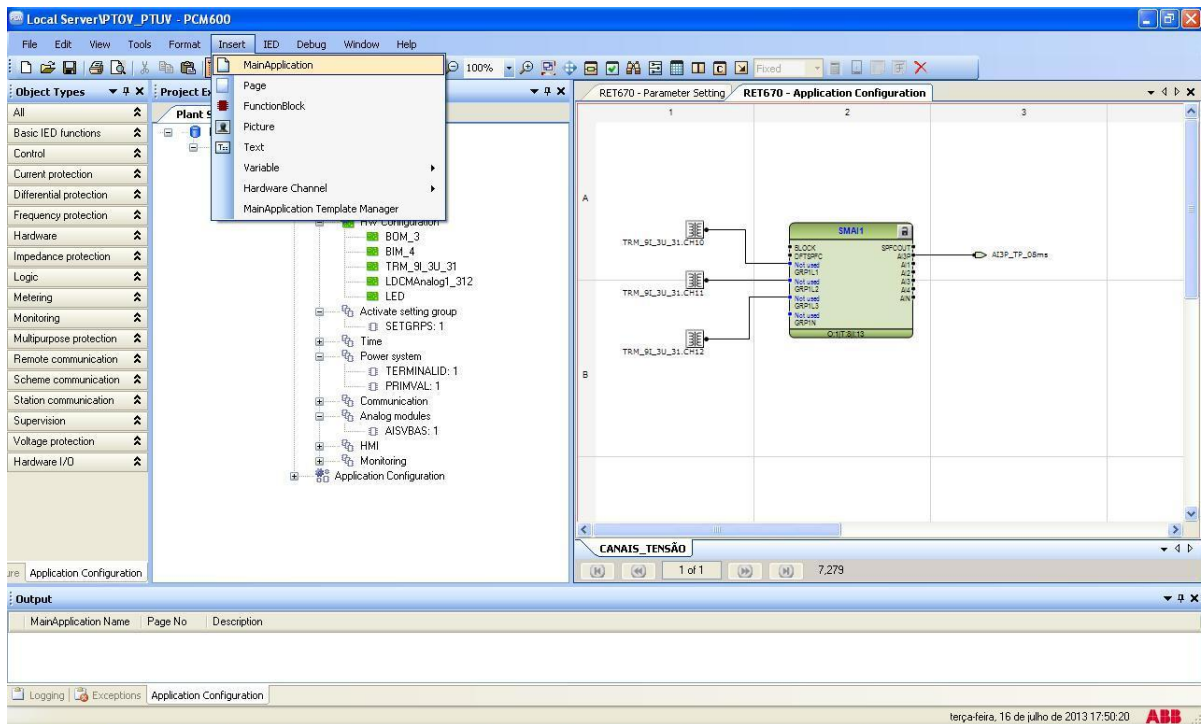 Local Server\PTOV_PTUV - PCM600
File Edit View Tools Format Insert IED Debug Window Help
100%
Fixed
MainApplication
Page
FunctionBlock
Picture
Text
Variable
Hardware Channel
MainApplication Template Manager
Object Types
All
Basic IED functions
Control
Current protection
Differential protection
Frequency protection
Hardware
Impedance protection
Logic
Metering
Monitoring
Multipurpose protection
Remote communication
Scheme communication
Station communication
Supervision
Voltage protection
Hardware I/O
Application Configuration
Project Ex
Plant S
HW Configuration
BOM_3
BIM_4
TRM_9I_3U_31
LDCMAnalog1_312
LED
Activate setting group
SETGRPS: 1
Time
Power system
TERMINALID: 1
PRIMVAL: 1
Communication
Analog modules
AISVBAS: 1
HMI
Monitoring
Application Configuration
RET670 - Parameter Setting
RET670 - Application Configuration
1 2 3
A
B
TRM_9I_3U_31.CH10
TRM_9I_3U_31.CH11
TRM_9I_3U_31.CH12
SMAI1
BLOCK
DFTSPFC
Not used
GRP1L1
Not used
GRP1L2
Not used
GRP1L3
Not used
GRP1N
SPFCOUT
AI3P
AI1
AI2
AI3
AI4
AIN
AI3P_TP_08ms
CANAIS_TENSÃO
1 of 1
7,279
Output
MainApplication Name Page No Description
Logging Exceptions Application Configuration
terça-feira, 16 de julho de 2013 17:50:20
ABB